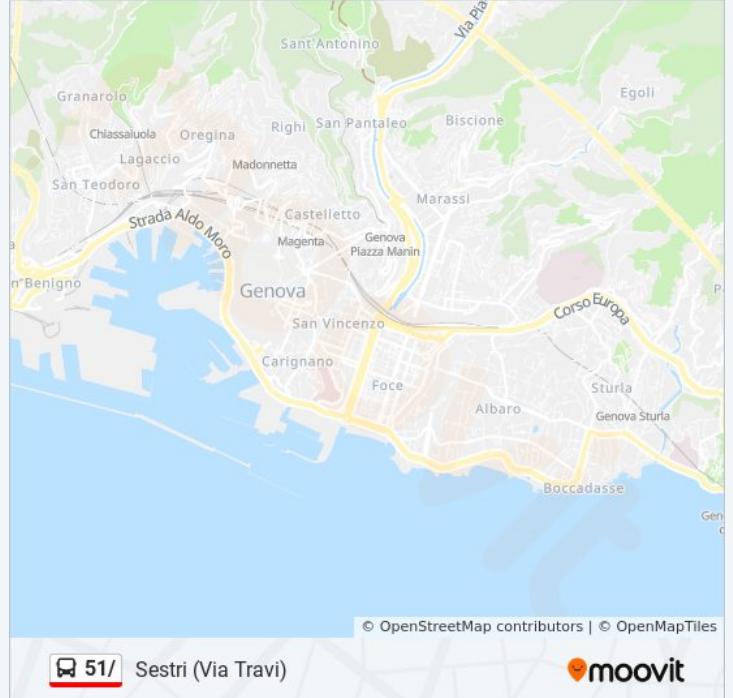 Via Pia
Sant'Antonino
Granarolo
Egoli
Chiassaiuola
Oregina
Righi
San Pantaleo
Biscione
Lagaccio
Madonnetta
San Teodoro
Marassi
Strada Aldo Moro
Castelletto
Magenta
Genova
Piazza Manin
a
n'Benigno
Genova
P
Corso Europa
San Vincenzo
Carignano
Foce
Sturla
Albaro
Genova Sturla
Boccadasse
Gen
c
© OpenStreetMap contributors | © OpenMapTiles
51/ Sestri (Via Travi)
moovit